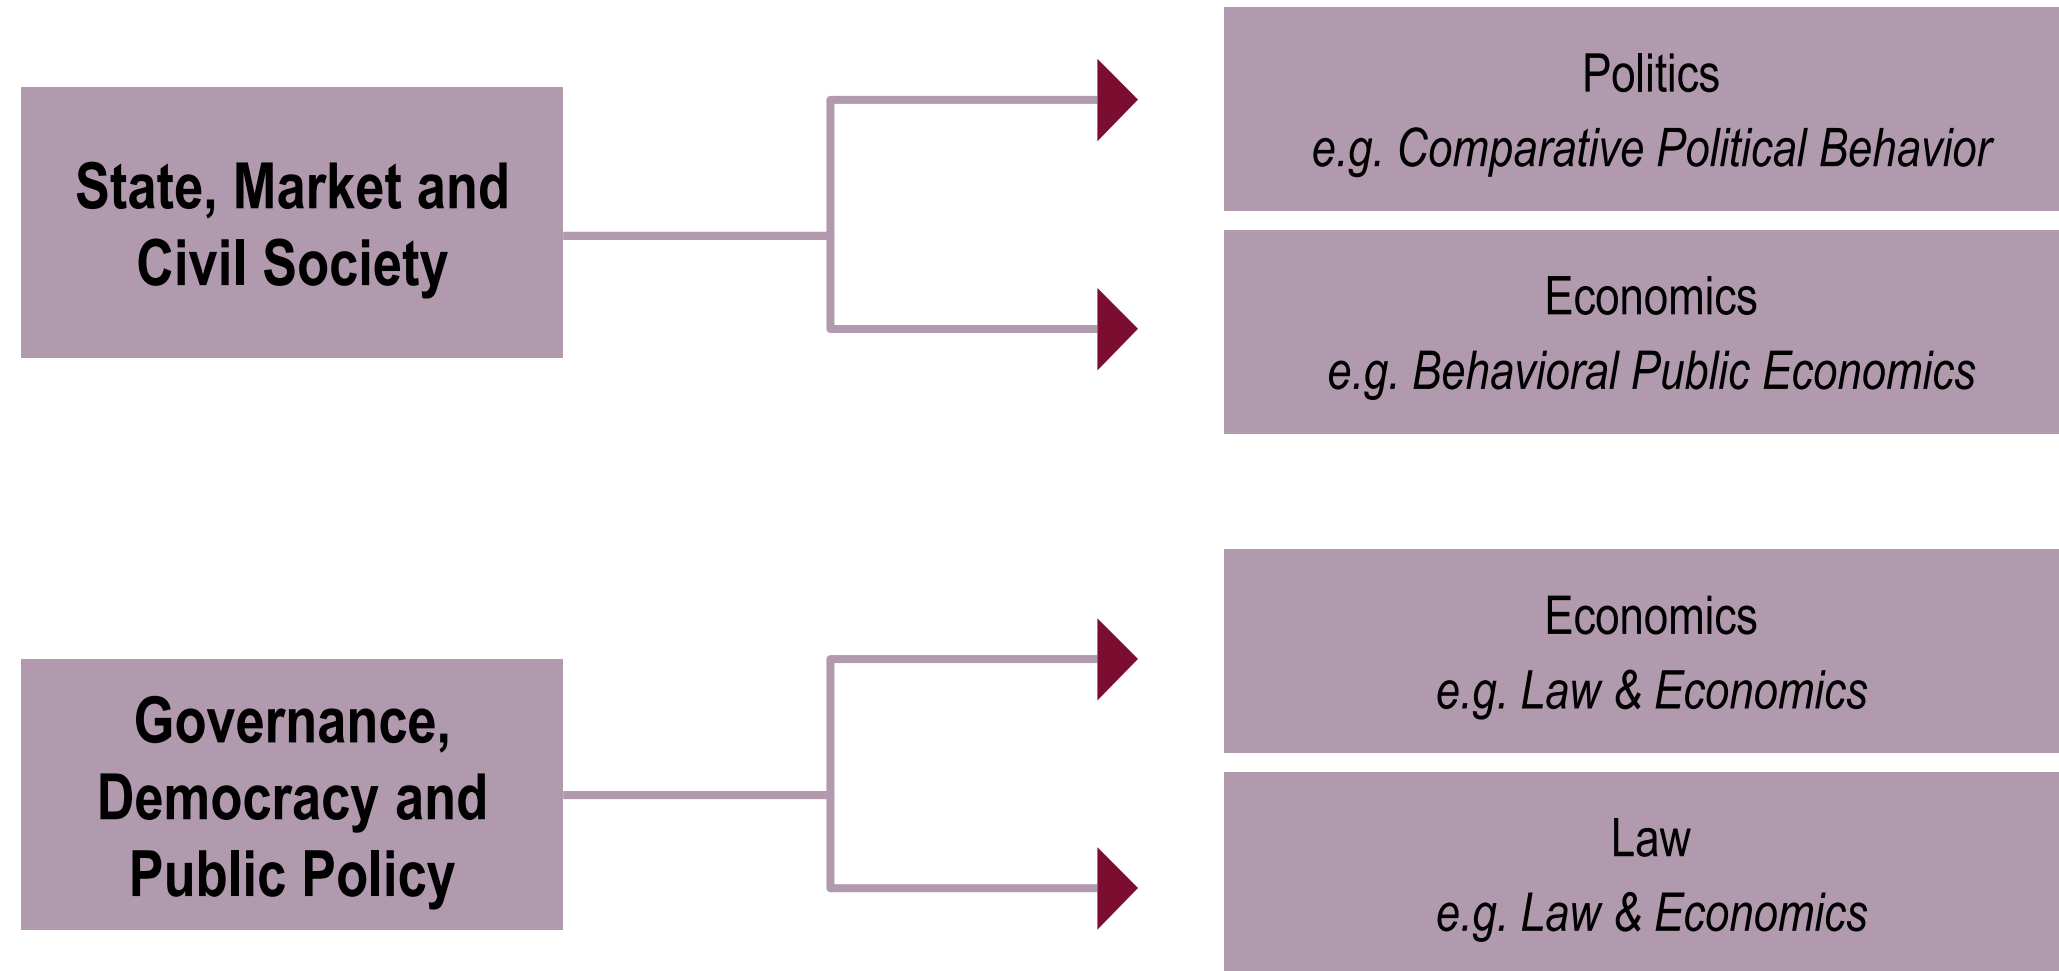 State, Market and
Civil Society
Politics
e.g. Comparative Political Behavior
Economics
e.g. Behavioral Public Economics
Governance,
Democracy and
Public Policy
Economics
e.g. Law & Economics
Law
e.g. Law & Economics